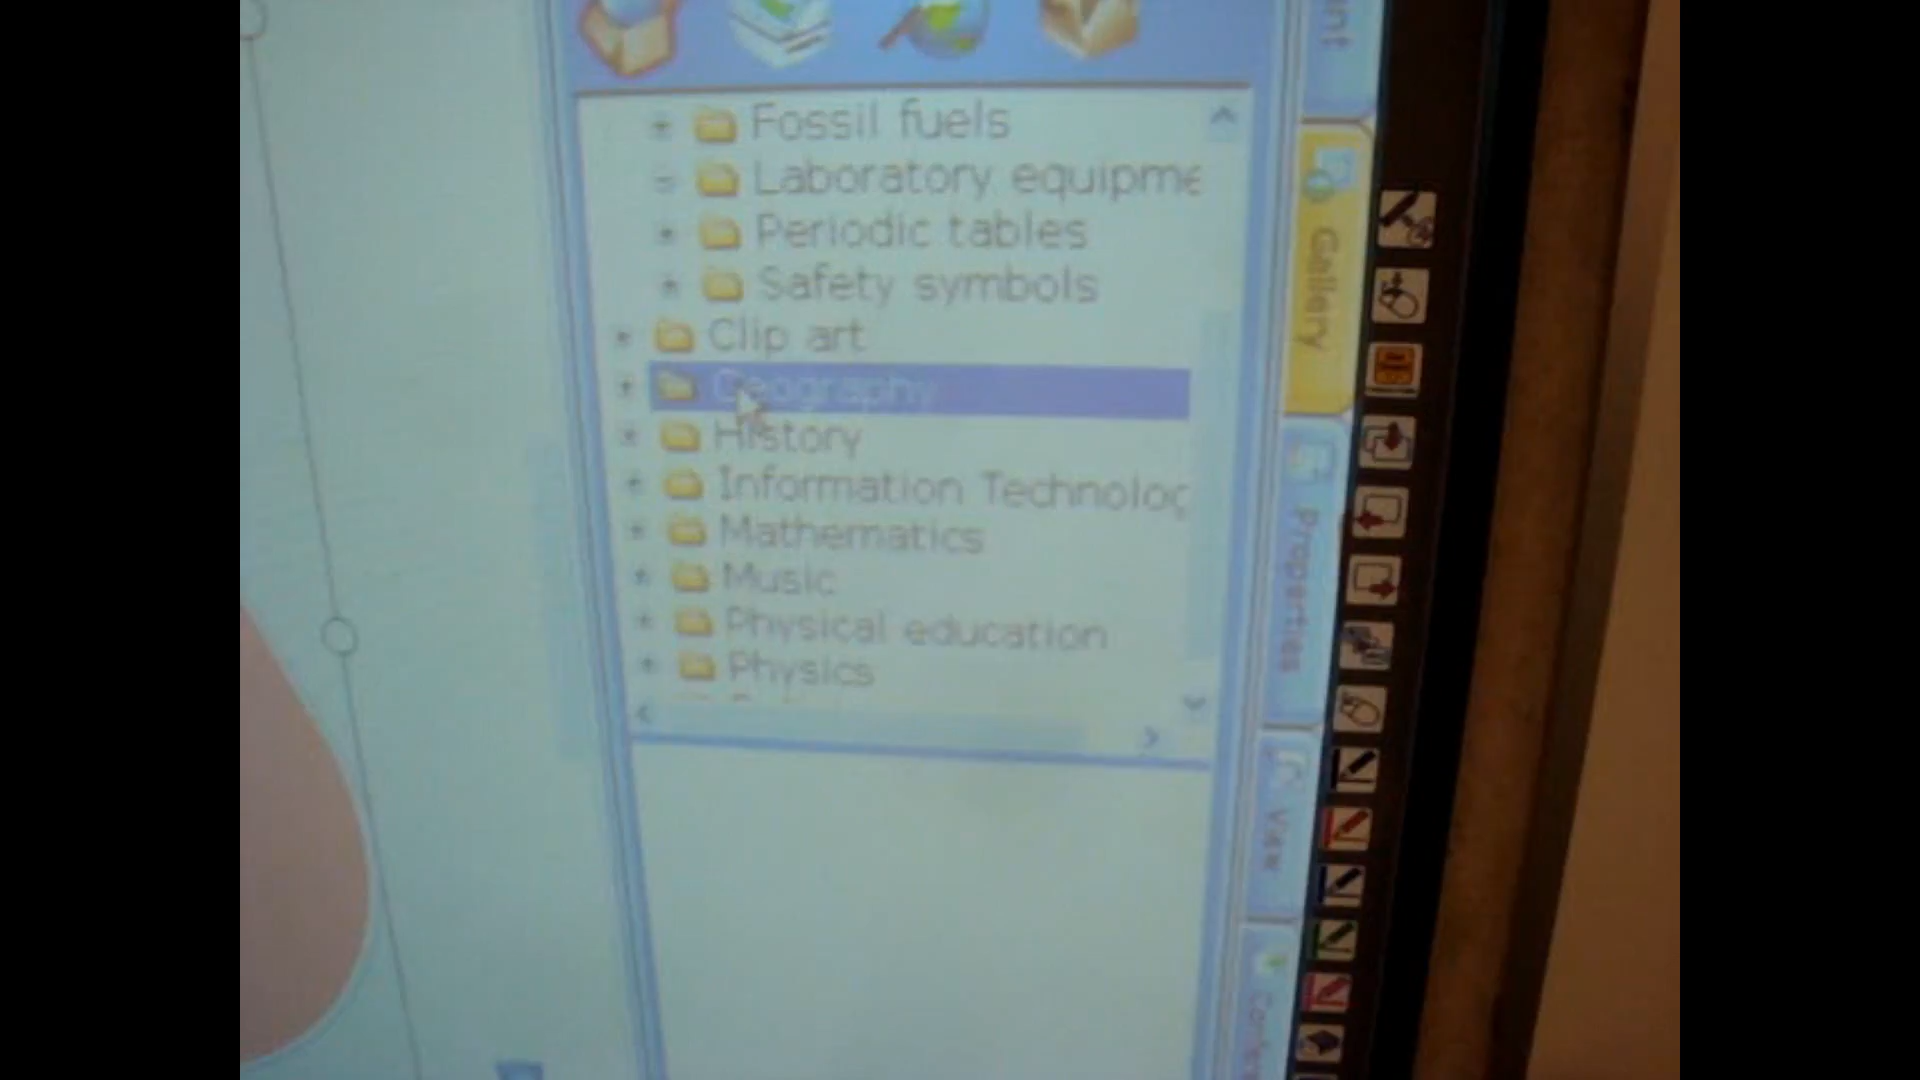 Fossil fuels
Laboratory equipme
Periodic tables
Safety symbols
Clip art
Geography
History
Information Technolog
Mathematics
Music
Physical education
Physics
Gallery
Properties
View